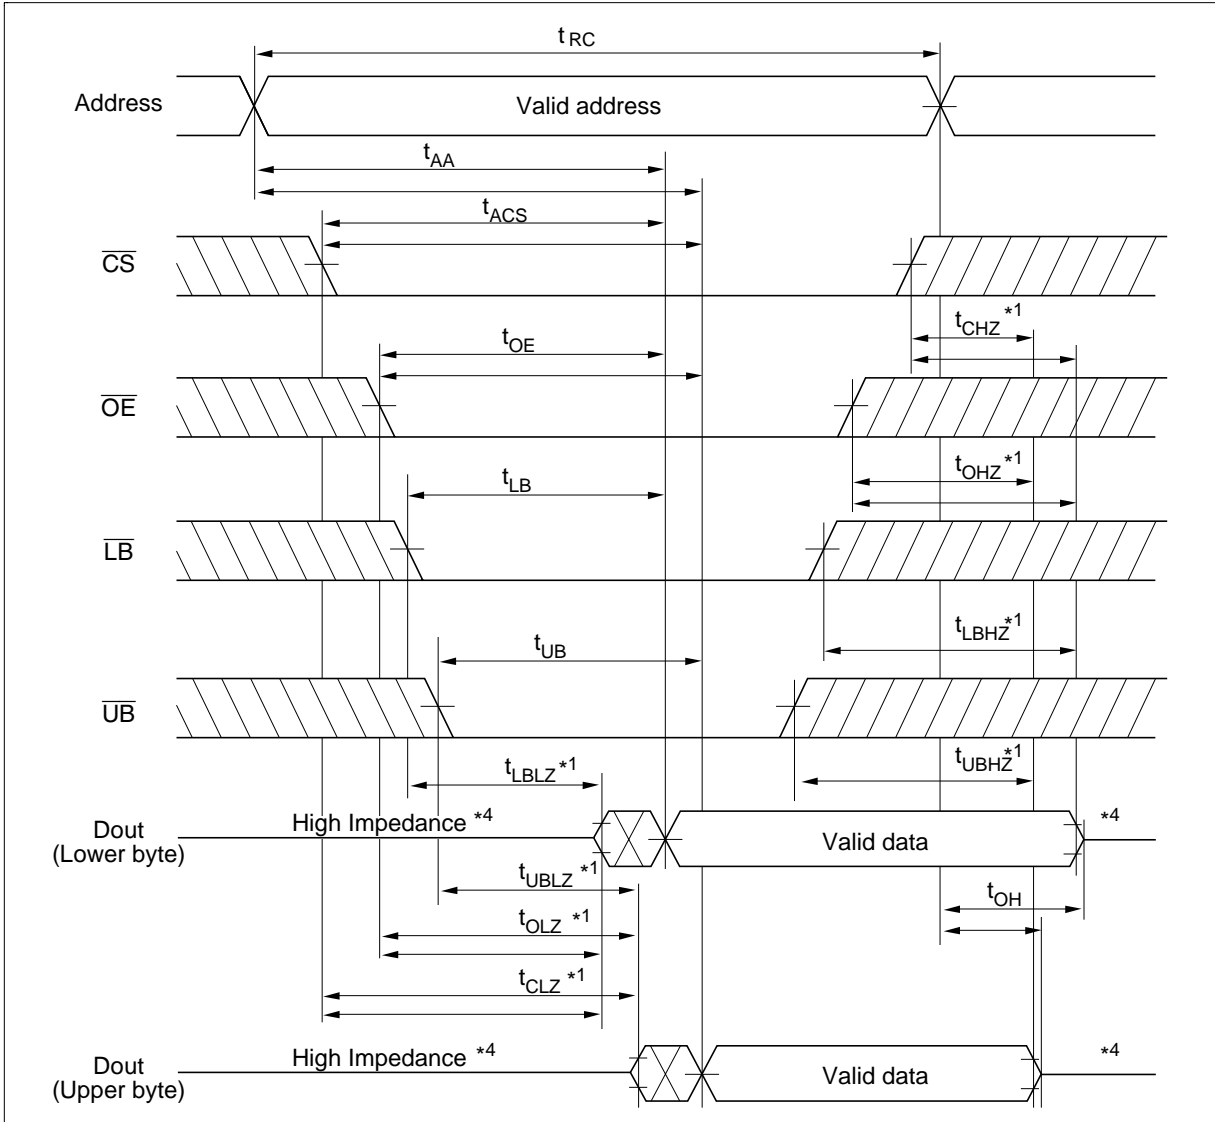 tRC
Address
Valid address
tAA
tACS
CS
tCHZ *1
tOE
OE
tOHZ *1
tLB
LB
tLBHZ *1
tUB
UB
tUBHZ *1
tLBLZ *1
Dout
(Lower byte)
High Impedance *4
Valid data
*4
tUBLZ *1
tOH
tOLZ *1
tCLZ *1
Dout
(Upper byte)
High Impedance *4
Valid data
*4